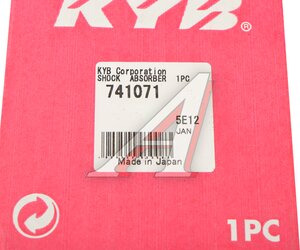 KYB®
KYB Corporation
SHOCK ABSORBER 1PC
741071
5E12
JAN
Made in Japan
1PC